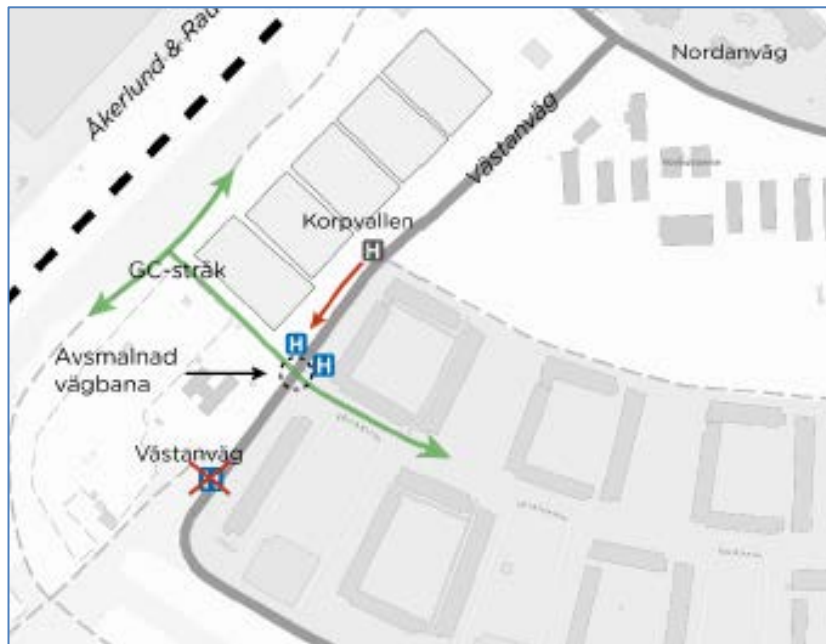 Åkerlund & Rau
Nordanväg
Västanväg
Korpvallen
H
GC-stråk
H
H
Avsmalnad
vägbana
Västanväg
H